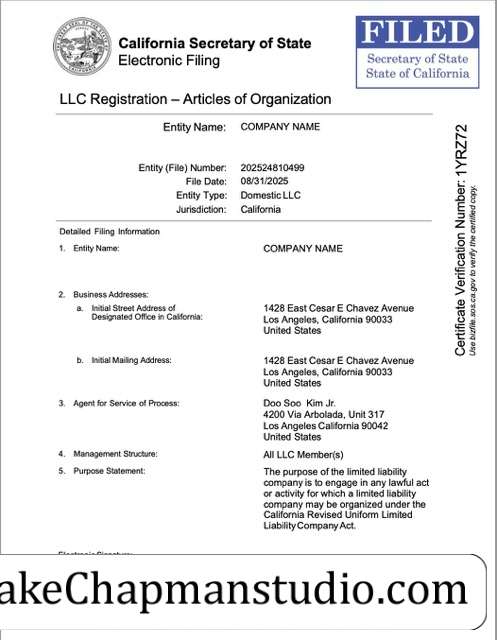 California Secretary of State
Electronic Filing
FILED
Secretary of State
State of California
LLC Registration – Articles of Organization
Entity Name: COMPANY NAME
Entity (File) Number: 202524810499
File Date: 08/31/2025
Entity Type: Domestic LLC
Jurisdiction: California
Detailed Filing Information
1. Entity Name: COMPANY NAME
2. Business Addresses:
a. Initial Street Address of Designated Office in California: 1428 East Cesar E Chavez Avenue
Los Angeles, California 90033
United States
b. Initial Mailing Address: 1428 East Cesar E Chavez Avenue
Los Angeles, California 90033
United States
3. Agent for Service of Process: Doo Soo Kim Jr.
4200 Via Arbolada, Unit 317
Los Angeles California 90042
United States
4. Management Structure: All LLC Member(s)
5. Purpose Statement: The purpose of the limited liability
company is to engage in any lawful act
or activity for which a limited liability
company may be organized under the
California Revised Uniform Limited
Liability Company Act.
Certificate Verification Number: 1YRZ72
Use bizfile.sos.ca.gov to verify the certified copy.
akeChapmanstudio.com